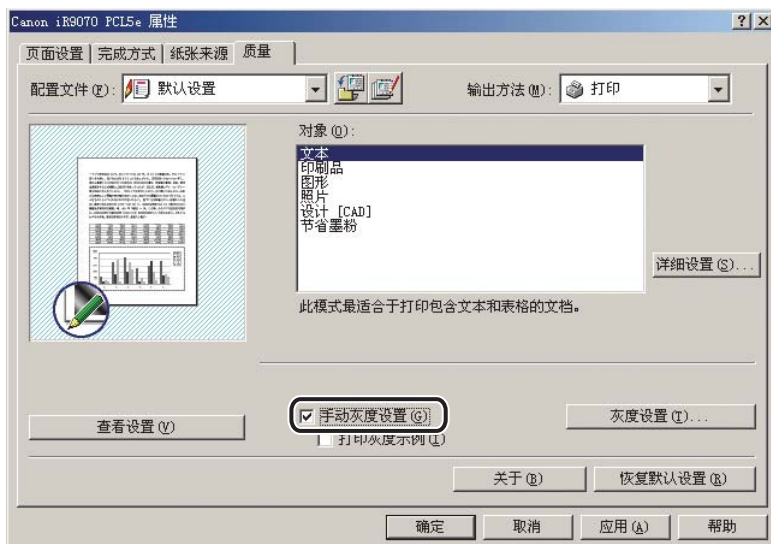 Canon iR9070 PCL5e 属性
页面设置 完成方式 纸张来源 质量
配置文件(F): 默认设置 输出方法(M): 打印
对象(O):
文本
印刷品
图形
照片
设计 [CAD]
节省墨粉
详细设置(S)...
此模式最适合于打印包含文本和表格的文档。
查看设置(V)
手动灰度设置(G)
灰度设置(T)...
打印灰度示例(I)
关于(B) 恢复默认设置(R)
确定 取消 应用(A) 帮助